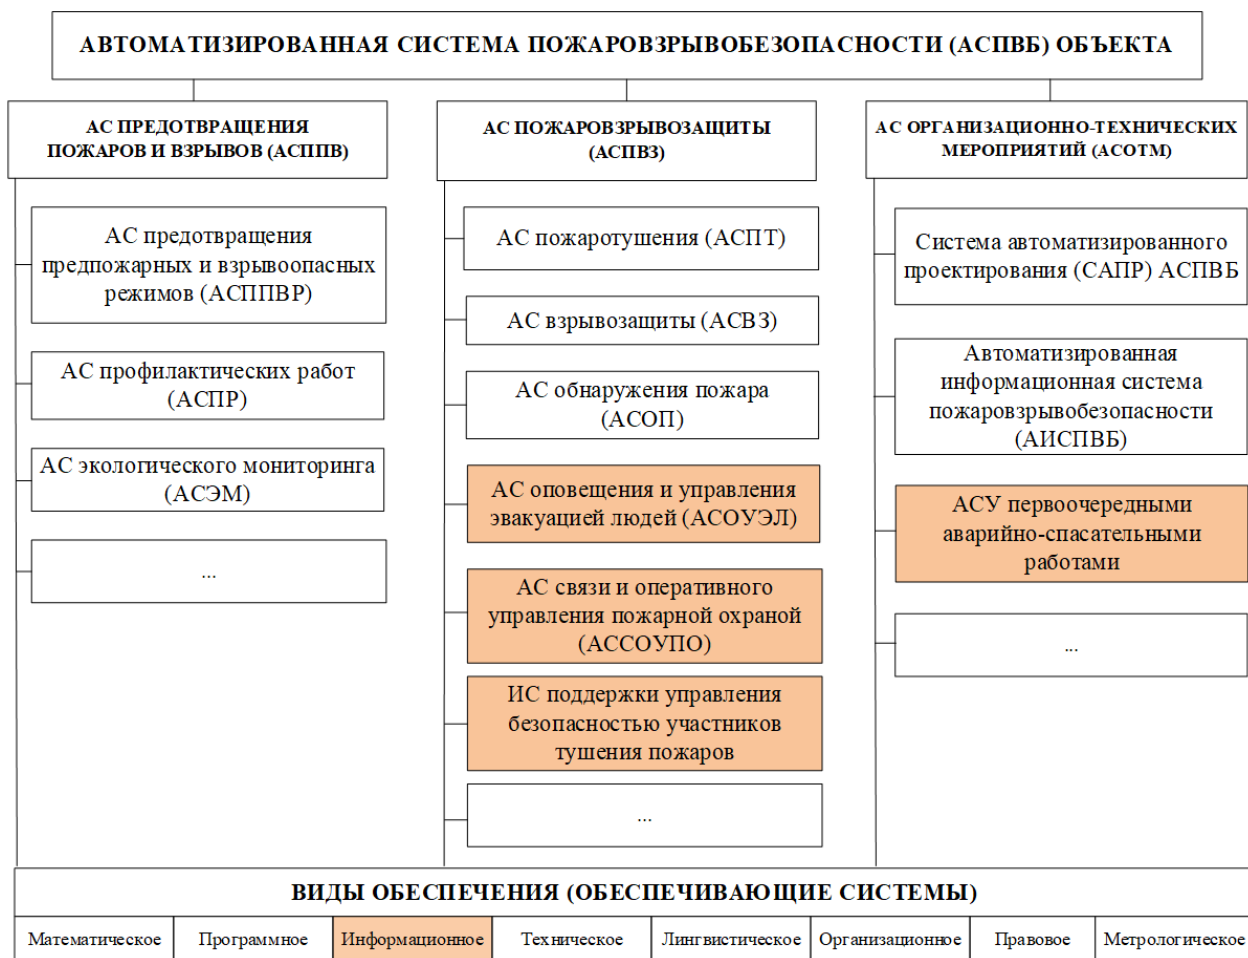 АВТОМАТИЗИРОВАННАЯ СИСТЕМА ПОЖАРОВЗРЫВОБЕЗОПАСНОСТИ (АСПВБ) ОБЪЕКТА
АС ПРЕДОТВРАЩЕНИЯ
ПОЖАРОВ И ВЗРЫВОВ (АСППВ)
АС предотвращения
предпожарных и взрывоопасных
режимов (АСППВР)
АС профилактических работ
(АСПР)
АС экологического мониторинга
(АСЭМ)
...
АС ПОЖАРОВЗРЫВОЗАЩИТЫ
(АСПВЗ)
АС пожаротушения (АСПТ)
АС взрывозащиты (АСВЗ)
АС обнаружения пожара
(АСОП)
АС оповещения и управления
эвакуацией людей (АСОУЭЛ)
АС связи и оперативного
управления пожарной охраной
(АССОУПО)
ИС поддержки управления
безопасностью участников
тушения пожаров
...
АС ОРГАНИЗАЦИОННО-ТЕХНИЧЕСКИХ
МЕРОПРИЯТИЙ (АСОТМ)
Система автоматизированного
проектирования (САПР) АСПВБ
Автоматизированная
информационная система
пожаровзрывобезопасности
(АИСПВБ)
АСУ первоочередными
аварийно-спасательными
работами
...
ВИДЫ ОБЕСПЕЧЕНИЯ (ОБЕСПЕЧИВАЮЩИЕ СИСТЕМЫ)
Математическое
Программное
Информационное
Техническое
Лингвистическое
Организационное
Правовое
Метрологическое